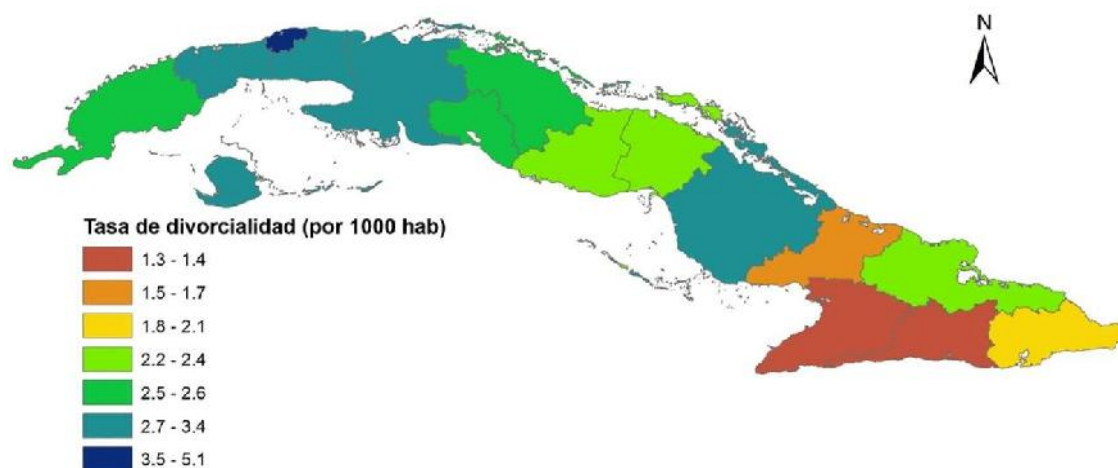 N
Tasa de divorcialidad (por 1000 hab)
1.3 - 1.4
1.5 - 1.7
1.8 - 2.1
2.2 - 2.4
2.5 - 2.6
2.7 - 3.4
3.5 - 5.1